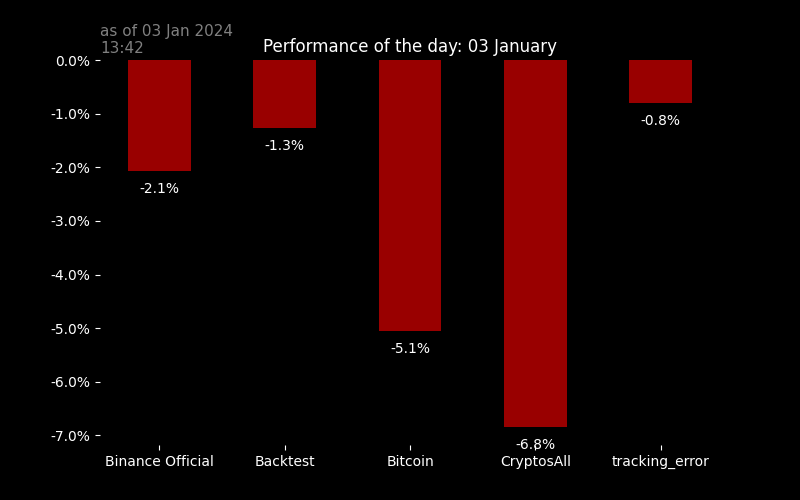 as of 03 Jan 2024
13:42
Performance of the day: 03 January
0.0%
-1.0%
-2.0%
-3.0%
-4.0%
-5.0%
-6.0%
-7.0%
-2.1%
-1.3%
-5.1%
-6.8%
-0.8%
Binance Official
Backtest
Bitcoin
CryptosAll
tracking_error